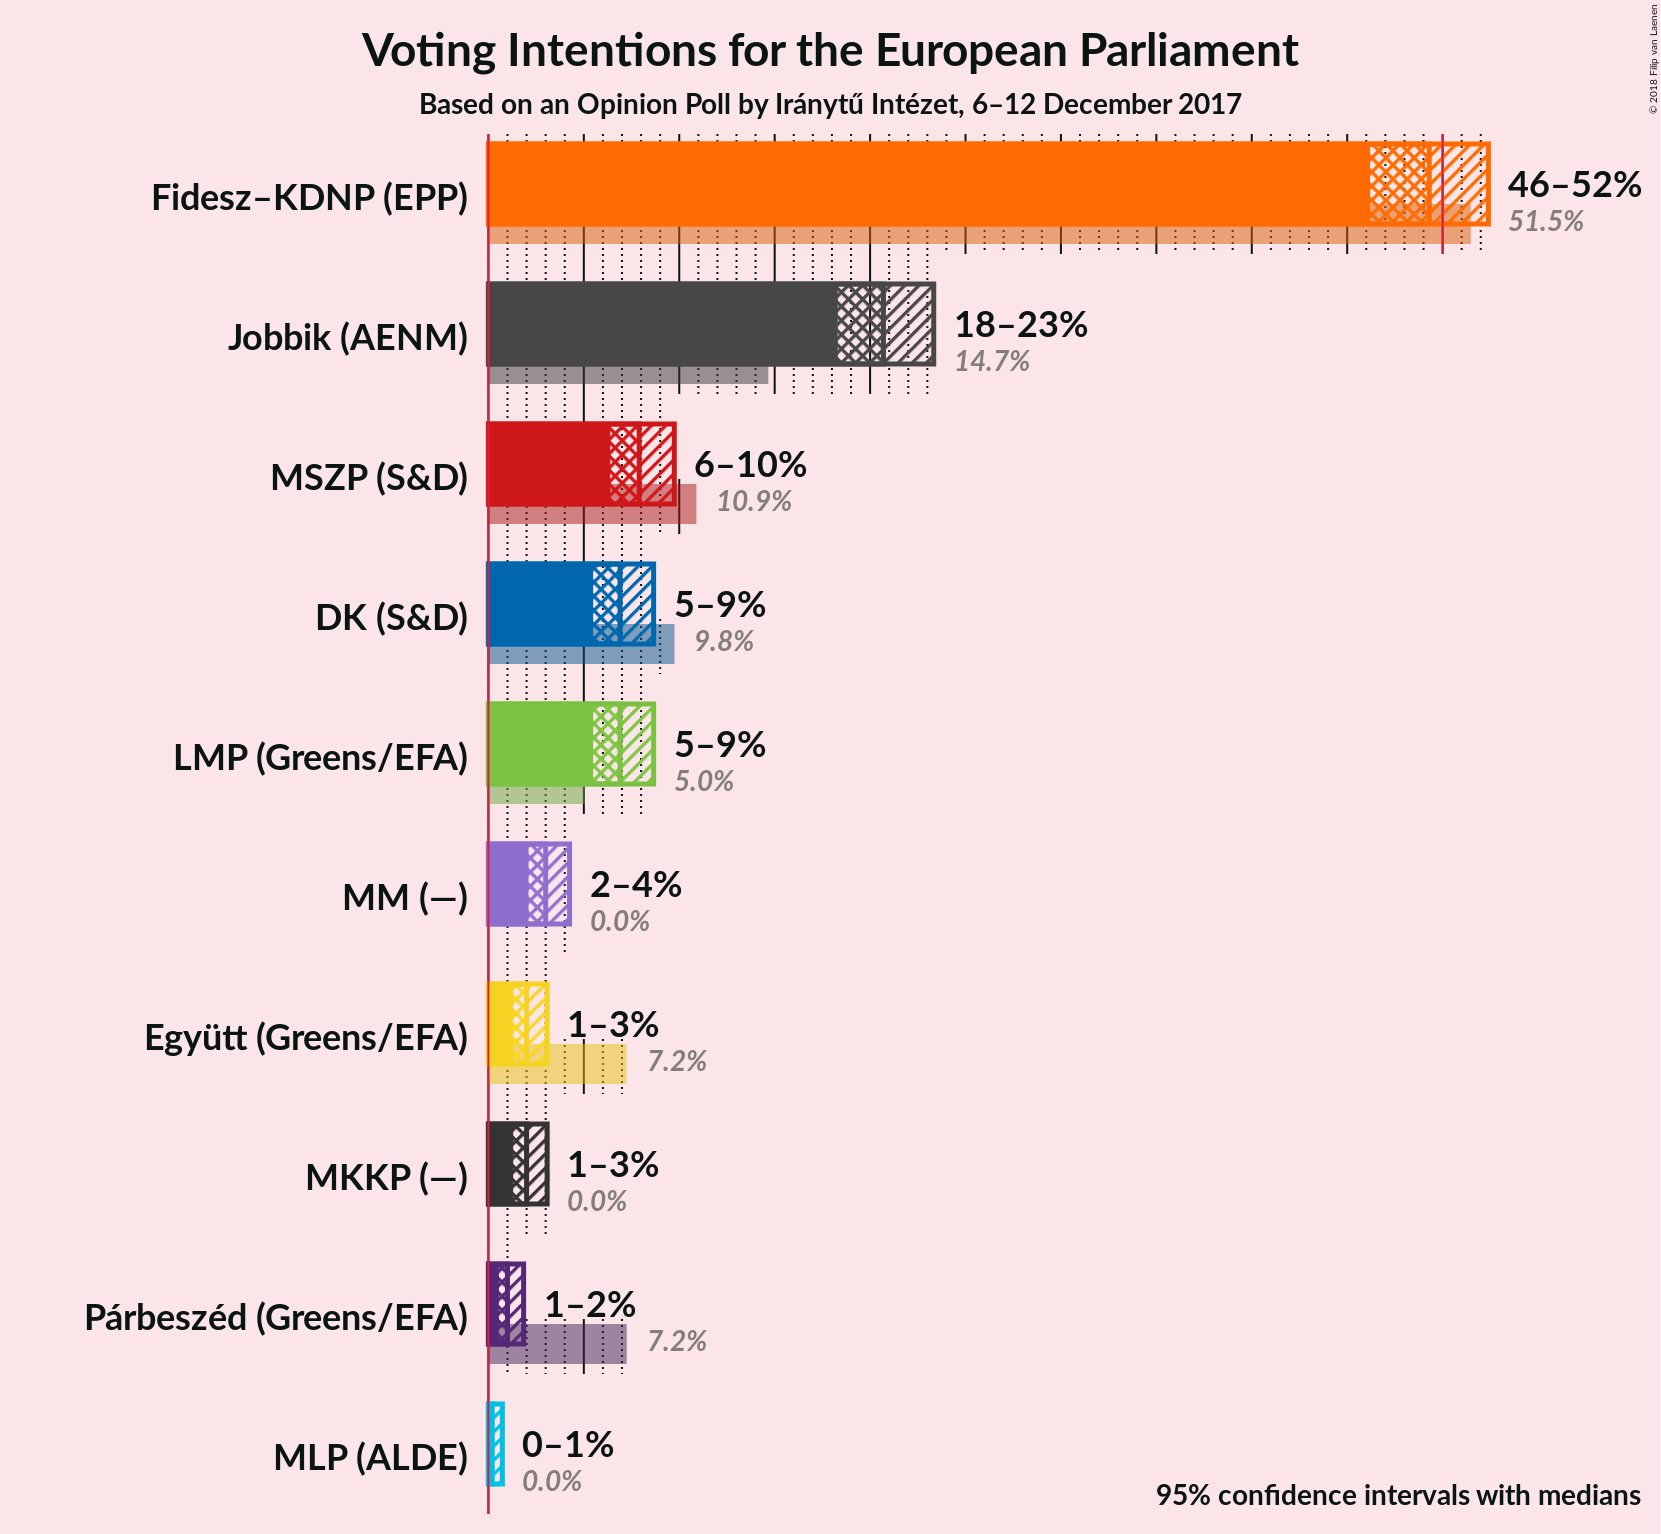 © 2018 Filip van Laenen
Voting Intentions for the European Parliament
Based on an Opinion Poll by Iránytű Intézet, 6–12 December 2017
Fidesz–KDNP (EPP)
46–52%
51.5%
Jobbik (AENM)
18–23%
14.7%
MSZP (S&D)
6–10%
10.9%
DK (S&D)
5–9%
9.8%
LMP (Greens/EFA)
5–9%
5.0%
MM (—)
2–4%
0.0%
Együtt (Greens/EFA)
1–3%
7.2%
MKKP (—)
1–3%
0.0%
Párbeszéd (Greens/EFA)
1–2%
7.2%
MLP (ALDE)
0–1%
0.0%
95% confidence intervals with medians